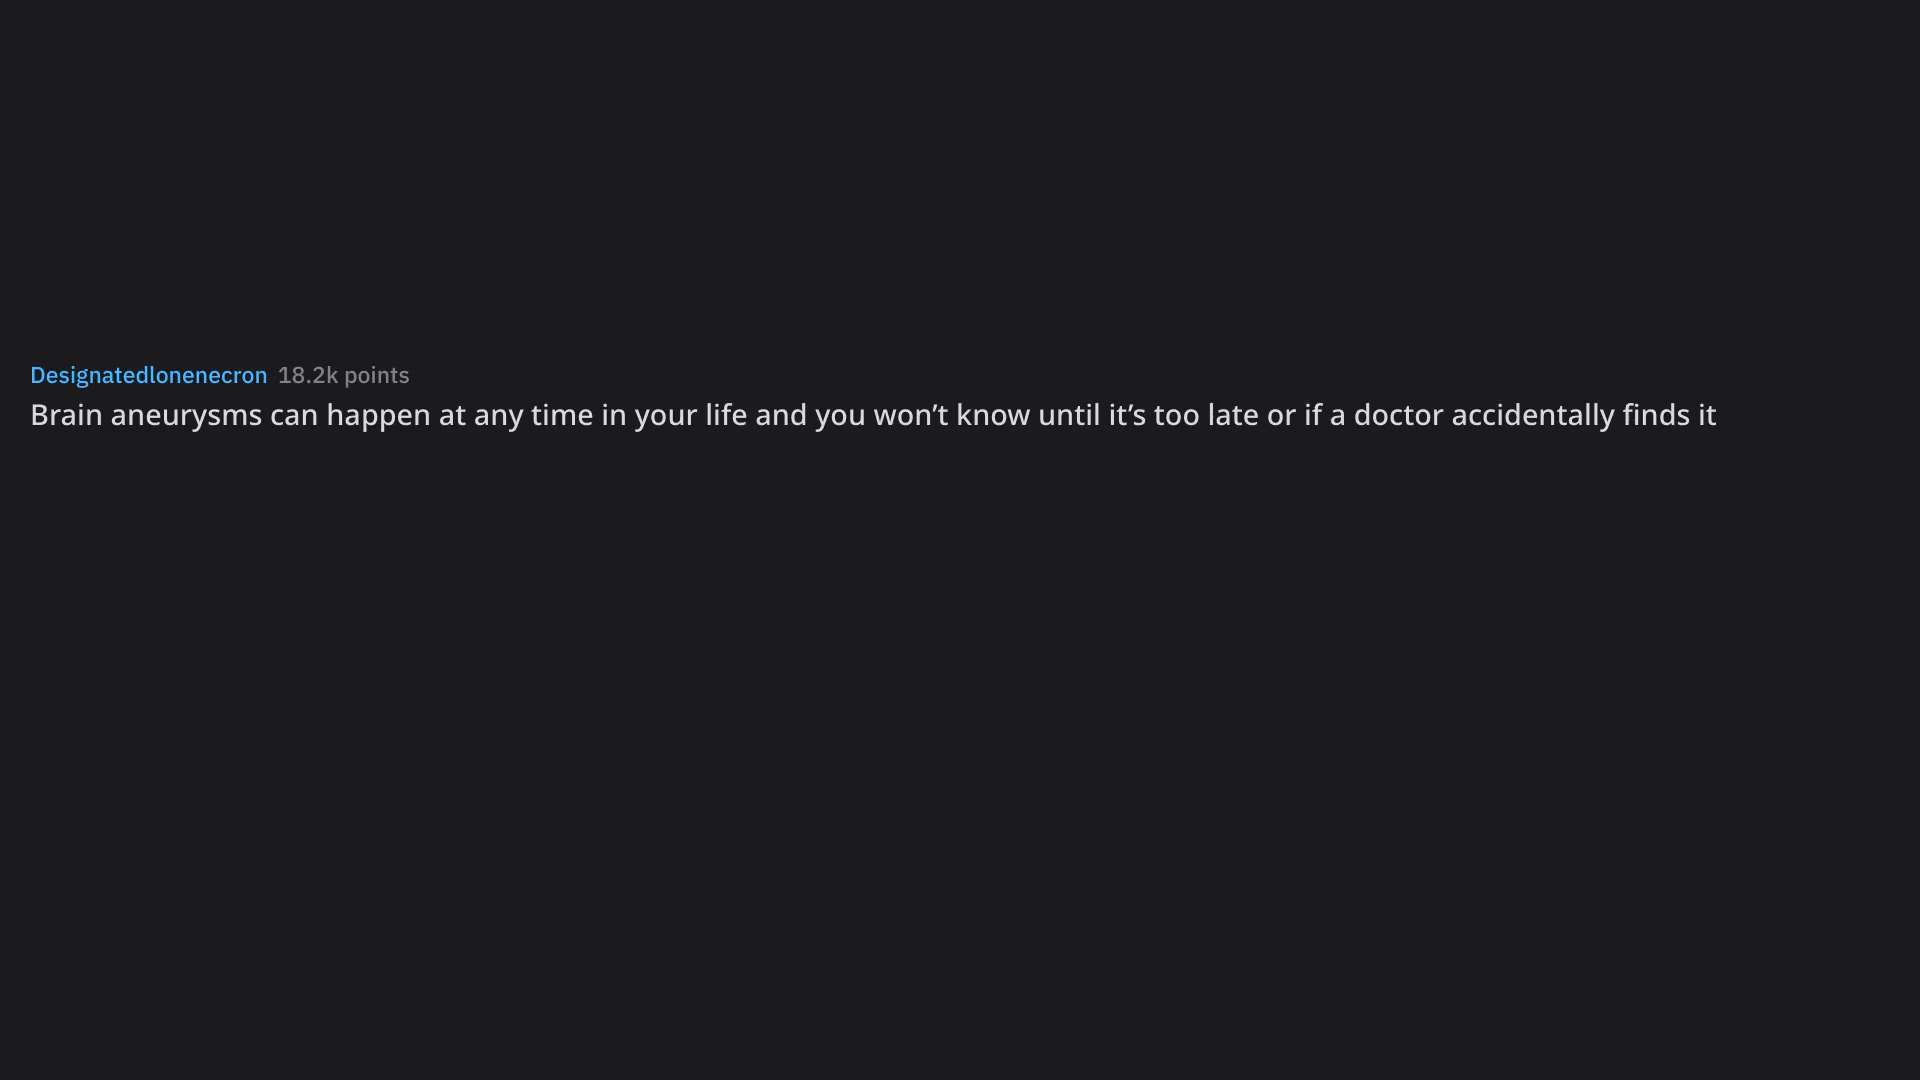 Designatedlonenecron 18.2k points
Brain aneurysms can happen at any time in your life and you won’t know until it’s too late or if a doctor accidentally finds it